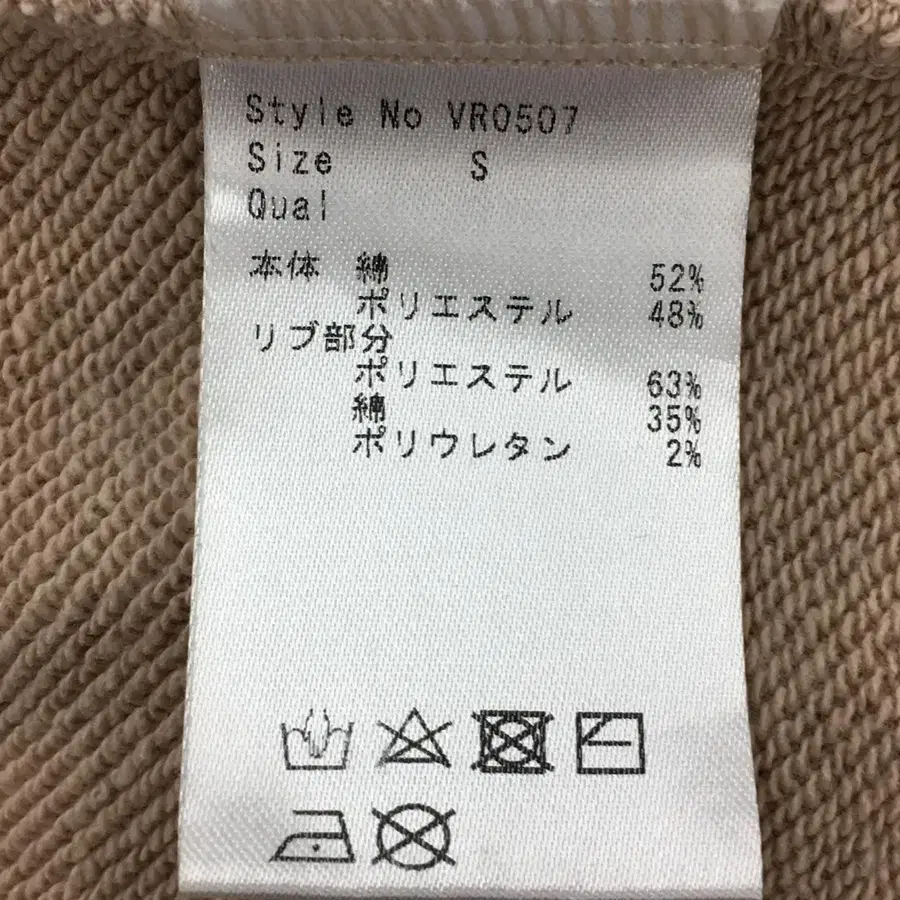 Style No VR0507
Size S
Qual
本体 綿 52%
ポリエステル 48%
リブ部分
ポリエステル 63%
綿 35%
ポリウレタン 2%